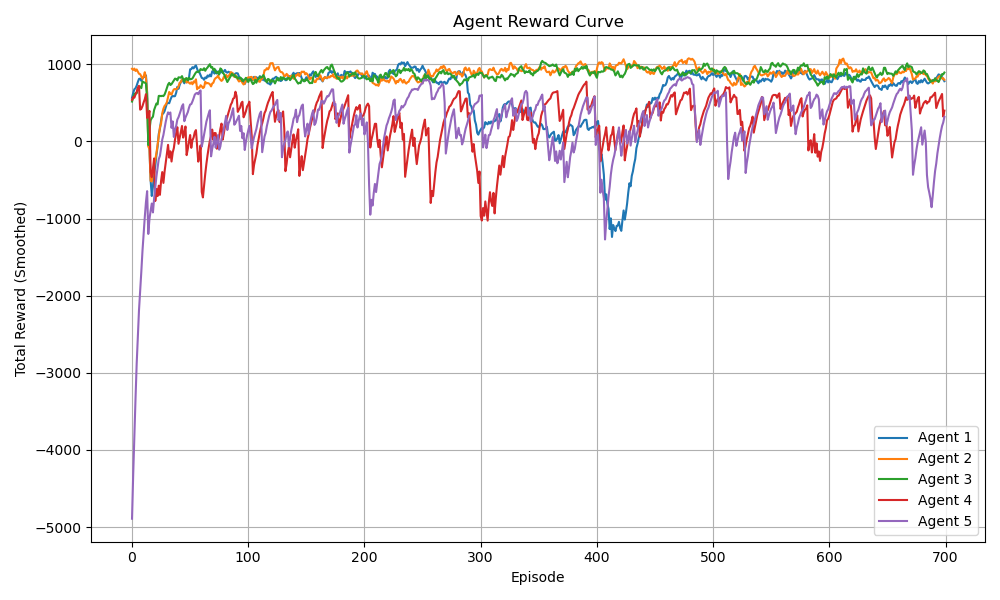 Agent Reward Curve
Total Reward (Smoothed)
1000
0
−1000
−2000
−3000
−4000
−5000
0 100 200 300 400 500 600 700
Episode
Agent 1
Agent 2
Agent 3
Agent 4
Agent 5